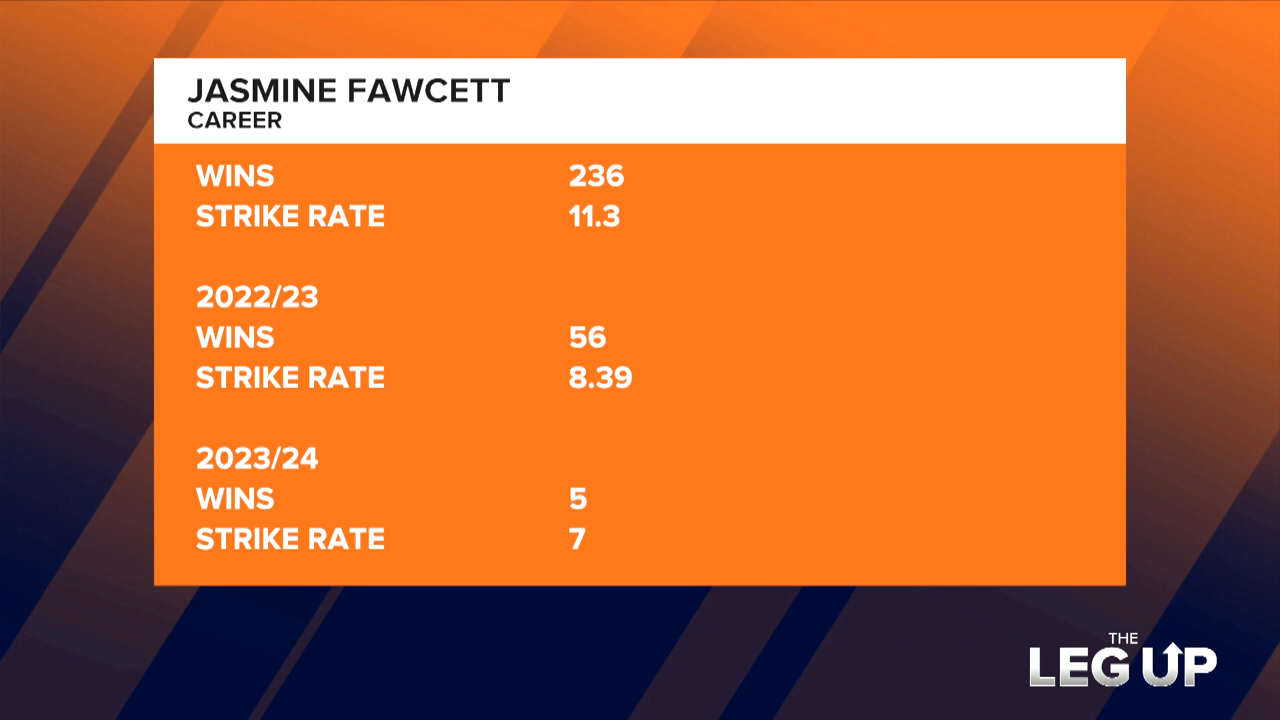 JASMINE FAWCETT
CAREER
WINS 236
STRIKE RATE 11.3
2022/23
WINS 56
STRIKE RATE 8.39
2023/24
WINS 5
STRIKE RATE 7
THE
LEG UP